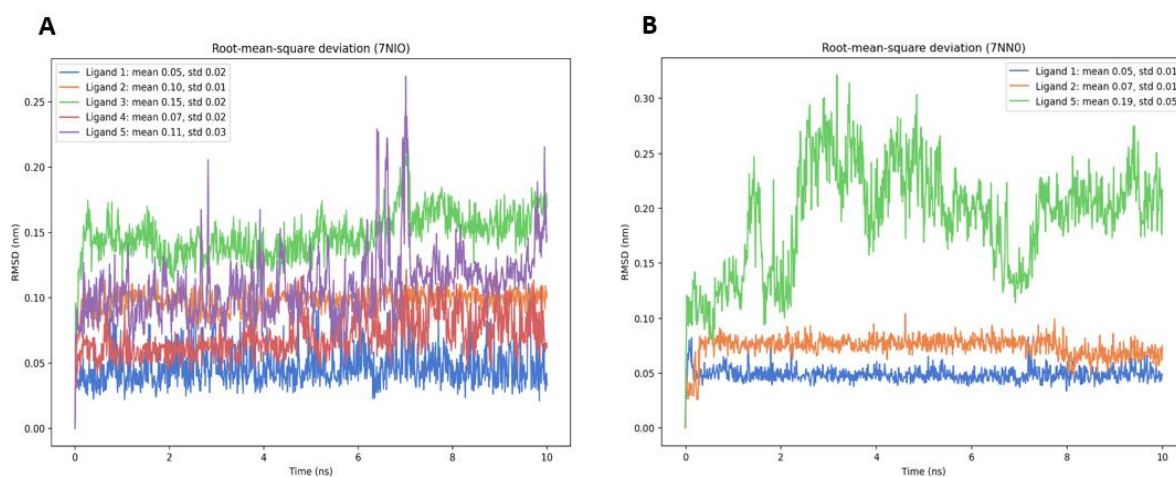 A
Root-mean-square deviation (7NIO)
Ligand 1: mean 0.05, std 0.02
Ligand 2: mean 0.10, std 0.01
Ligand 3: mean 0.15, std 0.02
Ligand 4: mean 0.07, std 0.02
Ligand 5: mean 0.11, std 0.03
RMSD (nm)
0.25
0.20
0.15
0.10
0.05
0.00
0 2 4 6 8 10
Time (ns)
B
Root-mean-square deviation (7NN0)
Ligand 1: mean 0.05, std 0.01
Ligand 2: mean 0.07, std 0.01
Ligand 5: mean 0.19, std 0.05
RMSD (nm)
0.30
0.25
0.20
0.15
0.10
0.05
0.00
0 2 4 6 8 10
Time (ns)